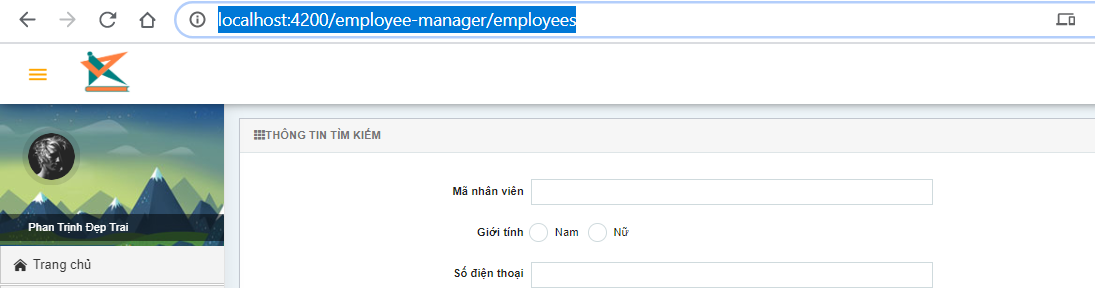 localhost:4200/employee-manager/employees
THÔNG TIN TÌM KIẾM
Mã nhân viên
Giới tính Nam Nữ
Số điện thoại
Phan Trịnh Đẹp Trai
Trang chủ